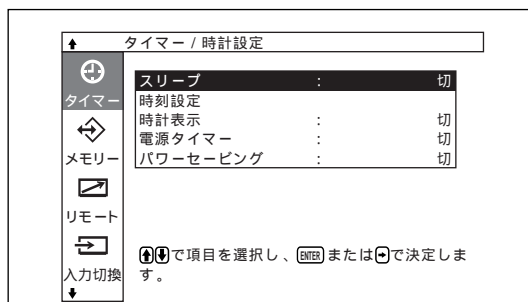 タイマー / 時計設定
タイマー
メモリー
リモート
入力切換
スリープ : 切
時刻設定
時計表示 : 切
電源タイマー : 切
パワーセービング : 切
で項目を選択し、ENTERまたはで決定しま
す。